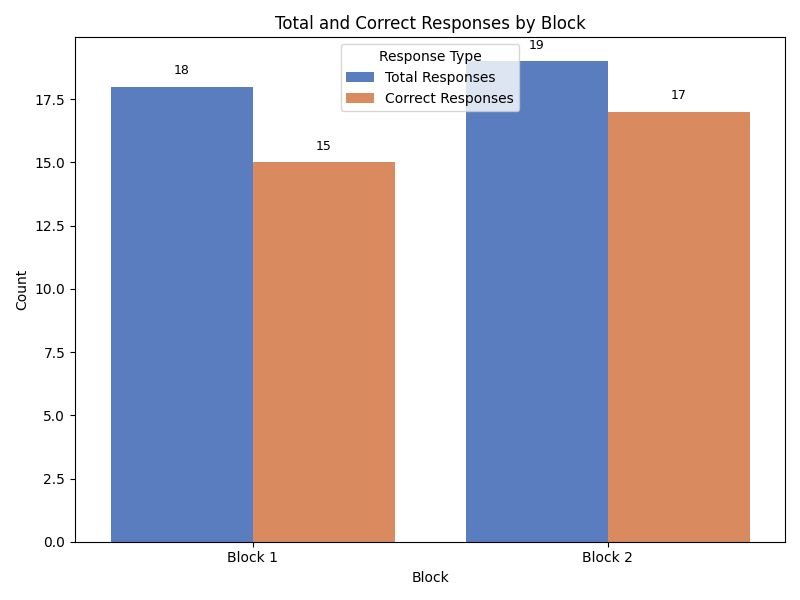 Total and Correct Responses by Block
Response Type
Total Responses
Correct Responses
18
15
19
17
17.5
15.0
12.5
10.0
7.5
5.0
2.5
0.0
Count
Block 1
Block 2
Block